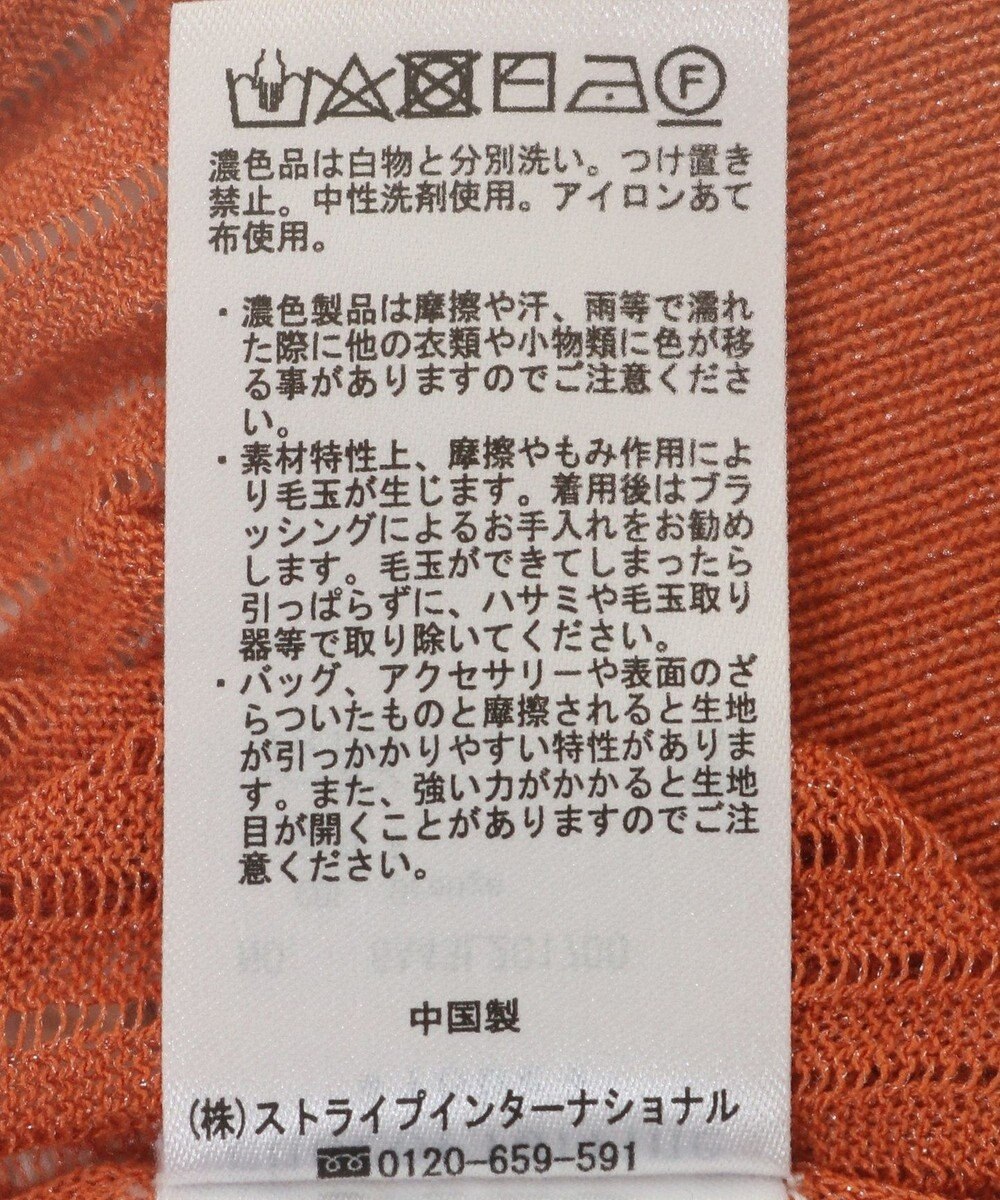 F
濃色品は白物と分別洗い。つけ置き
禁止。中性洗剤使用。アイロンあて
布使用。
・濃色製品は摩擦や汗、雨等で濡れ
た際に他の衣類や小物類に色が移
る事がありますのでご注意くださ
い。
・素材特性上、摩擦やもみ作用によ
り毛玉が生じます。着用後はブラ
ッシングによるお手入れをお勧め
します。毛玉ができてしまったら
引っぱらずに、ハサミや毛玉取り
器等で取り除いてください。
・バッグ、アクセサリーや表面のざ
らついたものと摩擦されると生地
が引っかかりやすい特性がありま
す。また、強い力がかかると生地
目が開くことがありますのでご注
意ください。
中国製
(株)ストライプインターナショナル
0120-659-591